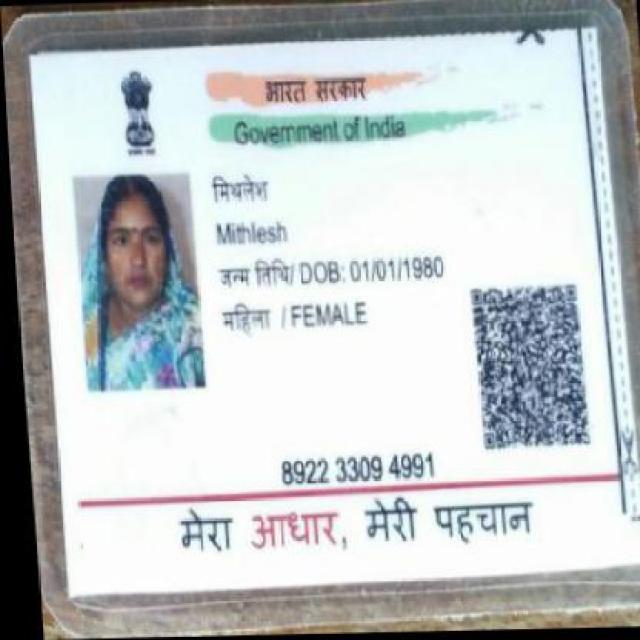 भारत सरकार
Government of India
मिथलेश
Mithlesh
जन्म तिथि/ DOB: 01/01/1980
महिला / FEMALE
8922 3309 4991
मेरा आधार, मेरी पहचान